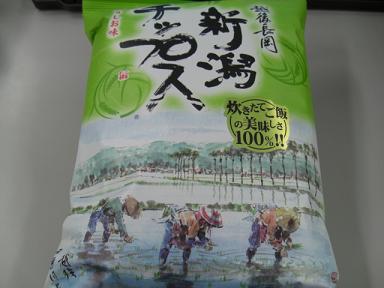 越後長岡
新潟
チップス
しお味
炊きたてご飯
の美味しさ
100%!!